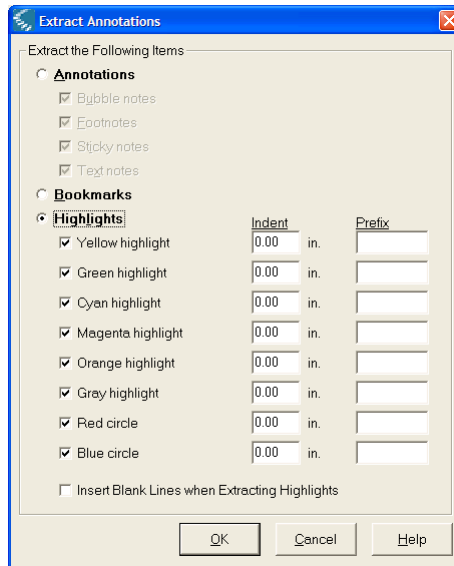 Extract Annotations
Extract the Following Items
Annotations
Bubble notes
Footnotes
Sticky notes
Text notes
Bookmarks
Highlights Indent Prefix
Yellow highlight 0.00 in.
Green highlight 0.00 in.
Cyan highlight 0.00 in.
Magenta highlight 0.00 in.
Orange highlight 0.00 in.
Gray highlight 0.00 in.
Red circle 0.00 in.
Blue circle 0.00 in.
Insert Blank Lines when Extracting Highlights
OK Cancel Help